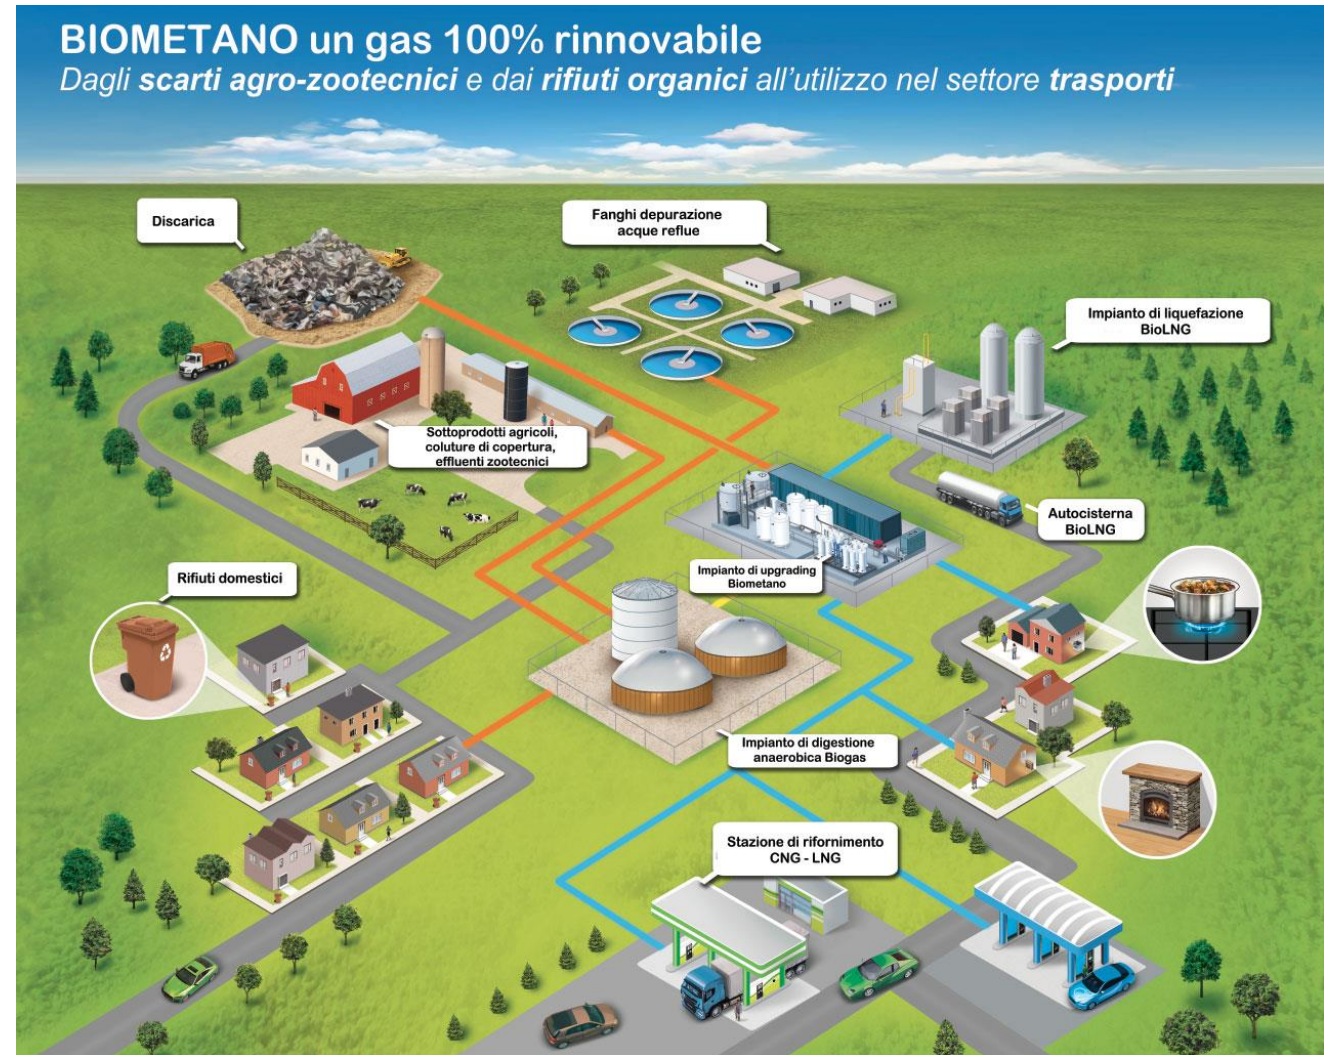 BIOMETANO un gas 100% rinnovabile
Dagli scarti agro-zootecnici e dai rifiuti organici all'utilizzo nel settore trasporti
Discarica
Fanghi depurazione
acque reflue
Impianto di liquefazione
BioLNG
Sottoprodotti agricoli,
coluture di copertura,
effluenti zootecnici
Autocisterna
BioLNG
Impianto di upgrading
Biometano
Rifiuti domestici
Impianto di digestione
anaerobica Biogas
Stazione di rifornimento
CNG - LNG